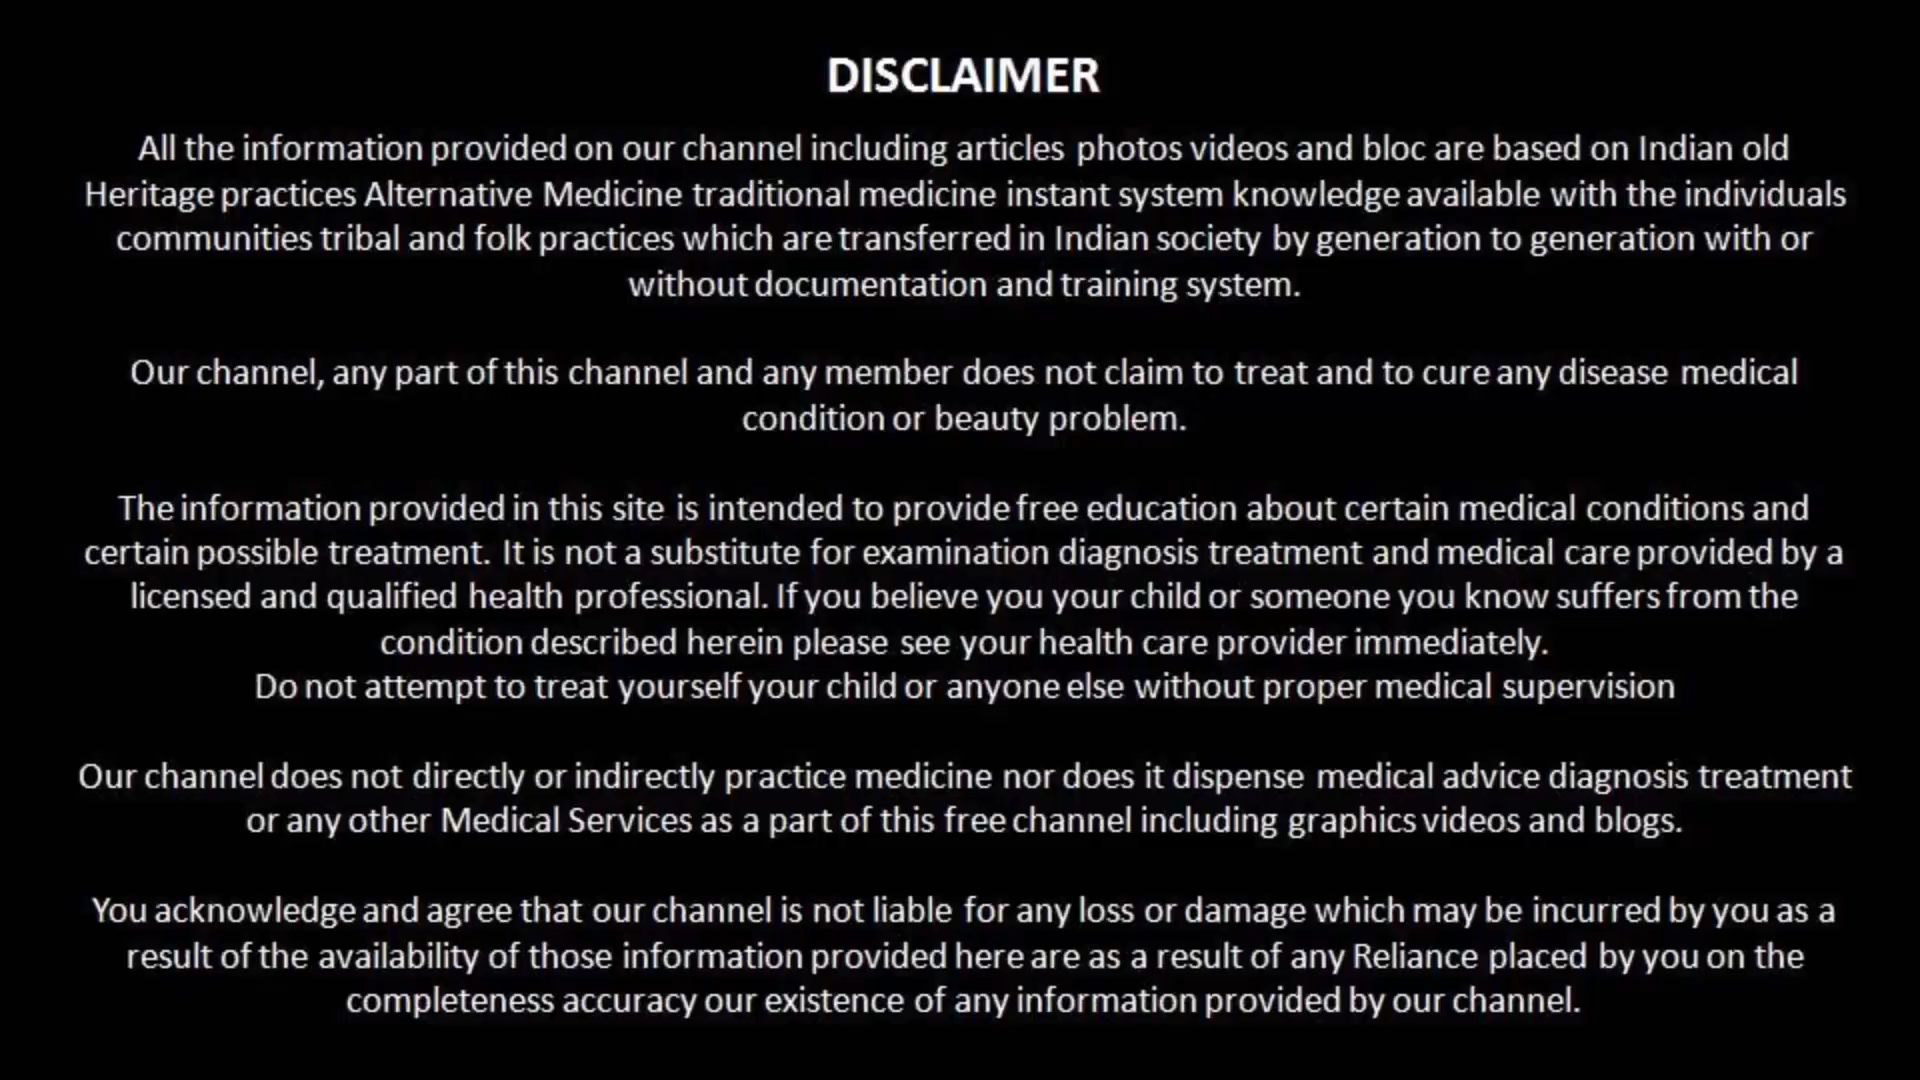 DISCLAIMER
All the information provided on our channel including articles photos videos and bloc are based on Indian old
Heritage practices Alternative Medicine traditional medicine instant system knowledge available with the individuals
communities tribal and folk practices which are transferred in Indian society by generation to generation with or
without documentation and training system.
Our channel, any part of this channel and any member does not claim to treat and to cure any disease medical
condition or beauty problem.
The information provided in this site is intended to provide free education about certain medical conditions and
certain possible treatment. It is not a substitute for examination diagnosis treatment and medical care provided by a
licensed and qualified health professional. If you believe you your child or someone you know suffers from the
condition described herein please see your health care provider immediately.
Do not attempt to treat yourself your child or anyone else without proper medical supervision
Our channel does not directly or indirectly practice medicine nor does it dispense medical advice diagnosis treatment
or any other Medical Services as a part of this free channel including graphics videos and blogs.
You acknowledge and agree that our channel is not liable for any loss or damage which may be incurred by you as a
result of the availability of those information provided here are as a result of any Reliance placed by you on the
completeness accuracy our existence of any information provided by our channel.